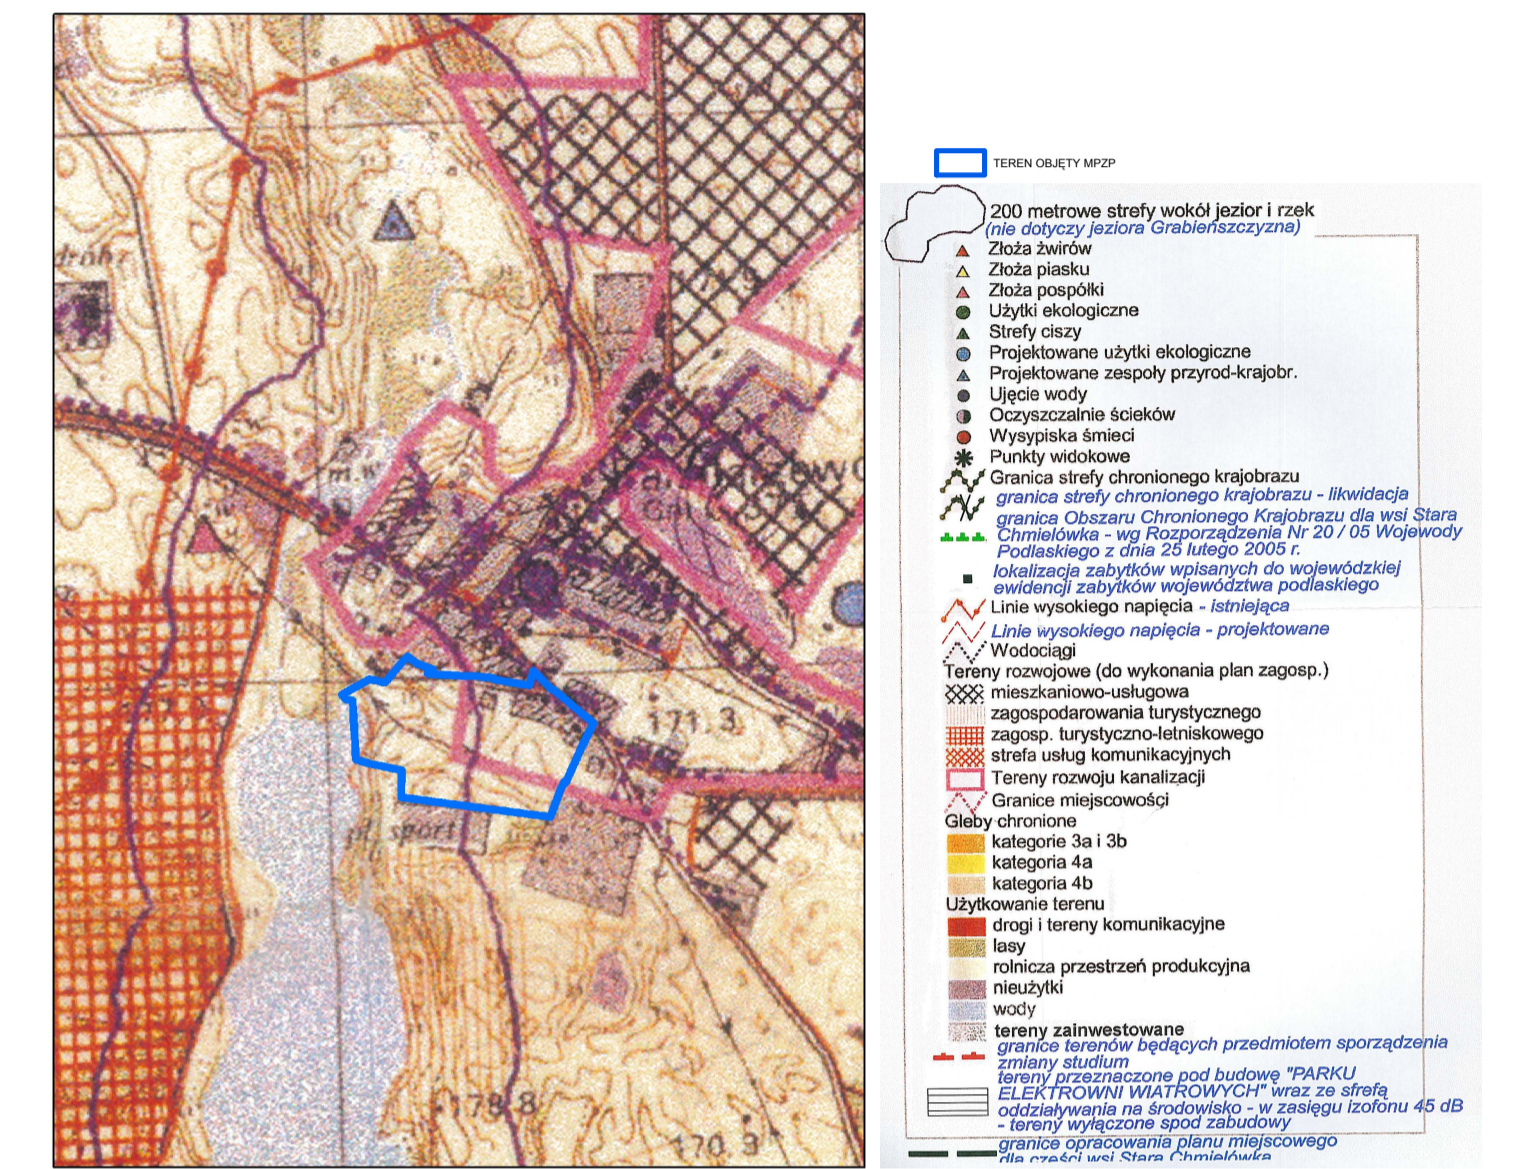 drobr
m.
171.3
pl. sport
178.8
170.3
TEREN OBJĘTY MPZP
200 metrowe strefy wokół jezior i rzek
(nie dotyczy jeziora Grabieńszczyzna)
Złoża żwirów
Złoża piasku
Złoża pospółki
Użytki ekologiczne
Strefy ciszy
Projektowane użytki ekologiczne
Projektowane zespoły przyrod-krajobr.
Ujęcie wody
Oczyszczalnie ścieków
Wysypiska śmieci
Punkty widokowe
Granica strefy chronionego krajobrazu
granica strefy chronionego krajobrazu - likwidacja
granica Obszaru Chronionego Krajobrazu dla wsi Stara
Chmielówka - wg Rozporządzenia Nr 20 / 05 Wojewody
Podlaskiego z dnia 25 lutego 2005 r.
lokalizacja zabytków wpisanych do wojewódzkiej
ewidencji zabytków województwa podlaskiego
Linie wysokiego napięcia - istniejąca
Linie wysokiego napięcia - projektowane
Wodociągi
Tereny rozwojowe (do wykonania plan zagosp.)
mieszkaniowo-usługowa
zagospodarowania turystycznego
zagosp. turystyczno-letniskowego
strefa usług komunikacyjnych
Tereny rozwoju kanalizacji
Granice miejscowości
Gleby chronione
kategorie 3a i 3b
kategoria 4a
kategoria 4b
Użytkowanie terenu
drogi i tereny komunikacyjne
lasy
rolnicza przestrzeń produkcyjna
nieużytki
wody
tereny zainwestowane
granice terenów będących przedmiotem sporządzenia
zmiany studium
tereny przeznaczone pod budowę "PARKU
ELEKTROWNI WIATROWYCH" wraz ze sfrefą
oddziaływania na środowisko - w zasięgu izofonu 45 dB
- tereny wyłączone spod zabudowy
granice opracowania planu miejscowego
dla części wsi Stara Chmielówka